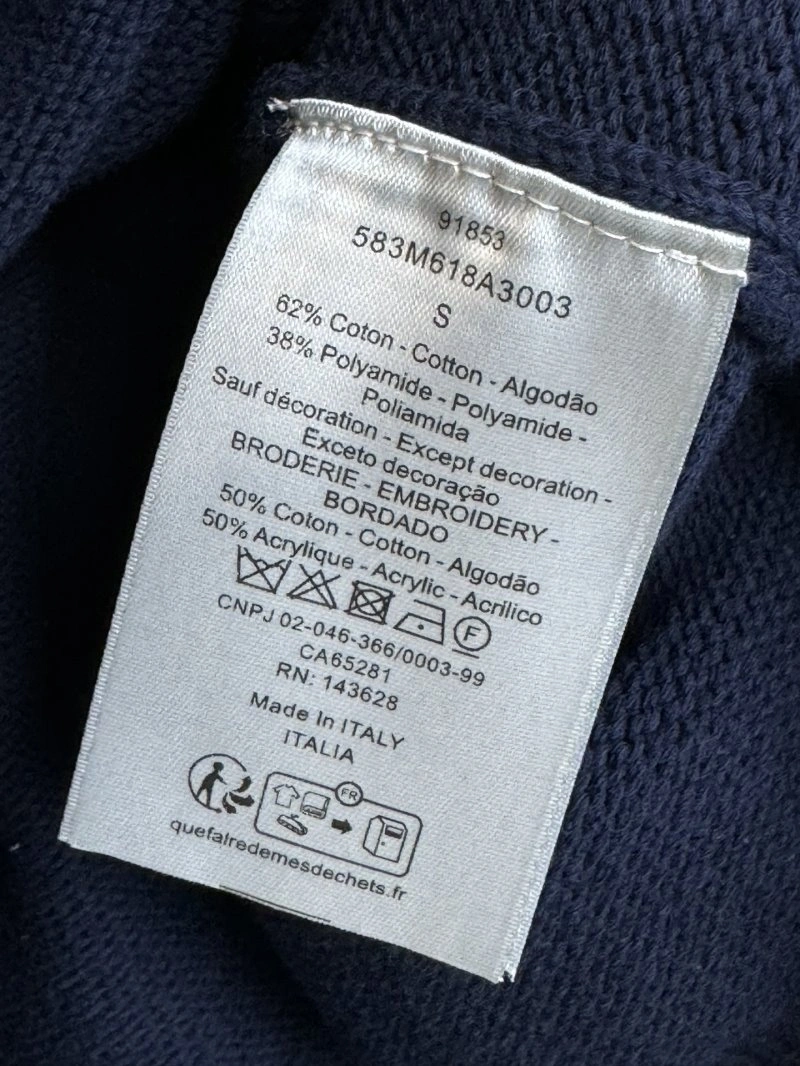 91853
583M618A3003
S
62% Coton - Cotton - Algodão
38% Polyamide - Polyamide -
Poliamida
Sauf décoration - Except decoration -
Exceto decoração
BRODERIE - EMBROIDERY -
BORDADO
50% Coton - Cotton - Algodão
50% Acrylique - Acrylic - Acrílico
F
CNPJ 02-046-366/0003-99
CA65281
RN: 143628
Made In ITALY
ITALIA
FR
quefairedemesdechets.fr